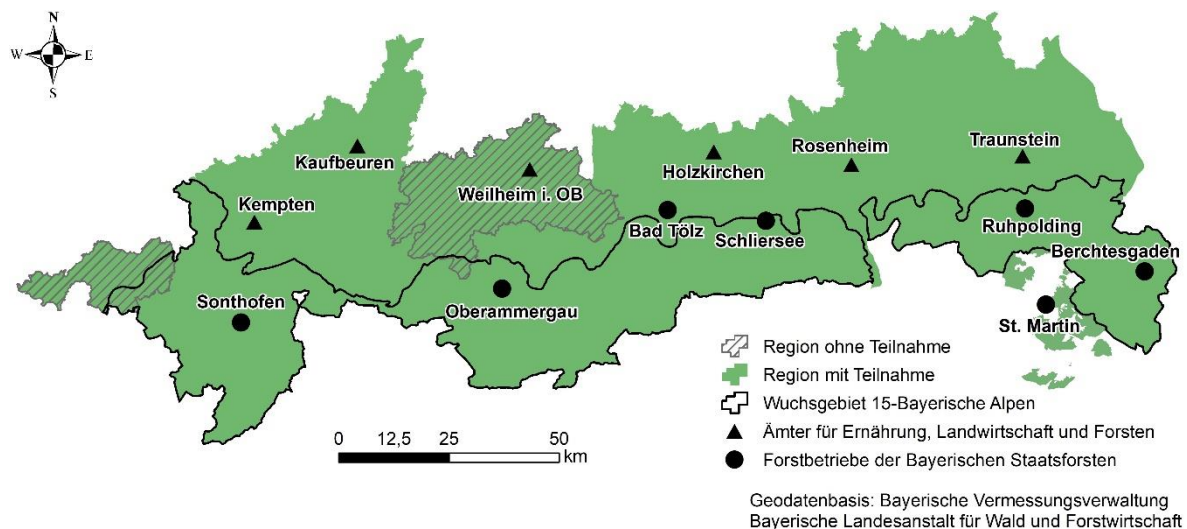 N
W E
S
Kaufbeuren
Weilheim i. OB
Holzkirchen
Rosenheim
Traunstein
Kempten
Bad Tölz
Schliersee
Ruhpolding
Berchtesgaden
Sonthofen
Oberammergau
St. Martin
Region ohne Teilnahme
Region mit Teilnahme
Wuchsgebiet 15-Bayerische Alpen
Ämter für Ernährung, Landwirtschaft und Forsten
Forstbetriebe der Bayerischen Staatsforsten
0 12,5 25 50
km
Geodatenbasis: Bayerische Vermessungsverwaltung
Bayerische Landesanstalt für Wald und Forstwirtschaft